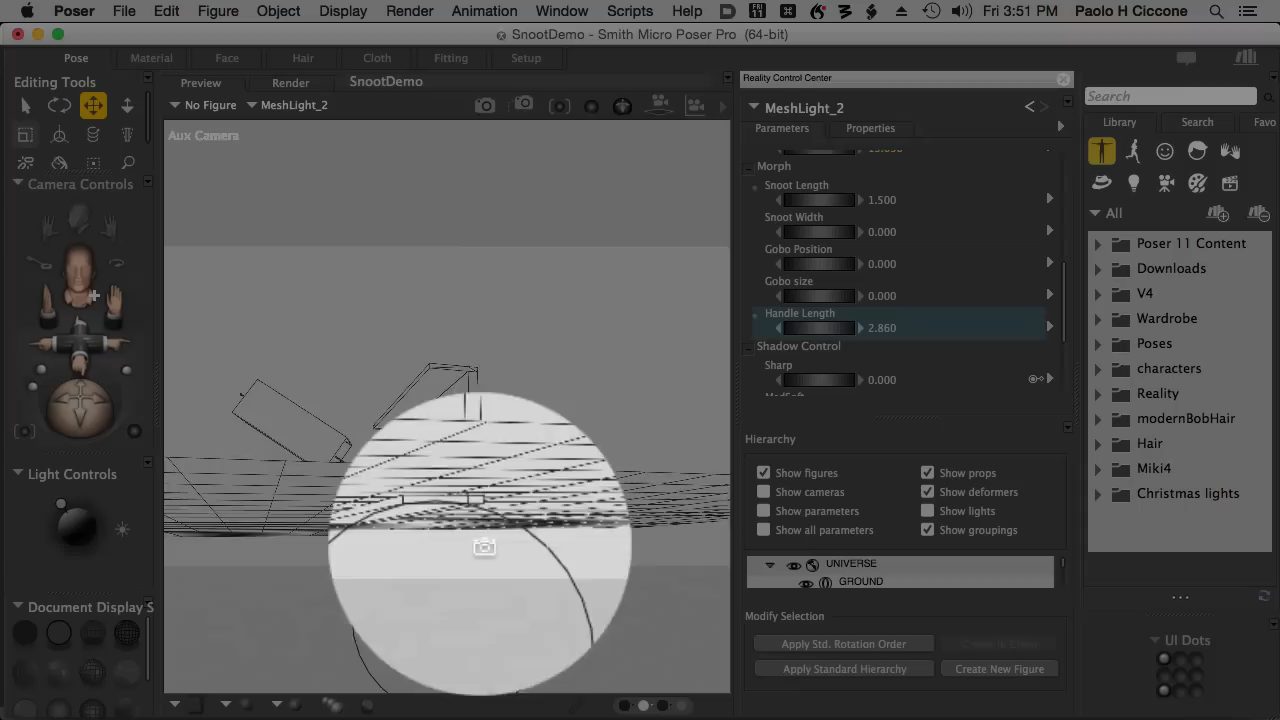 Poser File Edit Figure Object Display Render Animation Window Scripts Help Fri 3:51 PM Paolo H Ciccone
SnootDemo - Smith Micro Poser Pro (64-bit)
Pose Material Face Hair Cloth Fitting Setup
Editing Tools
Preview Render SnootDemo
No Figure MeshLight_2
Aux Camera
Camera Controls
Light Controls
Document Display S
Reality Control Center
MeshLight_2
Parameters Properties
Morph
Snoot Length
1.500
Snoot Width
0.000
Gobo Position
0.000
Gobo size
0.000
Handle Length
2.860
Shadow Control
Sharp
0.000
Hierarchy
Show figures Show props
Show cameras Show deformers
Show parameters Show lights
Show all parameters Show groupings
UNIVERSE
GROUND
Modify Selection
Apply Std. Rotation Order
Apply Standard Hierarchy Create New Figure
Search
Library Search Favo
All
Poser 11 Content
Downloads
V4
Wardrobe
Poses
characters
Reality
modernBobHair
Hair
Miki4
Christmas lights
UI Dots